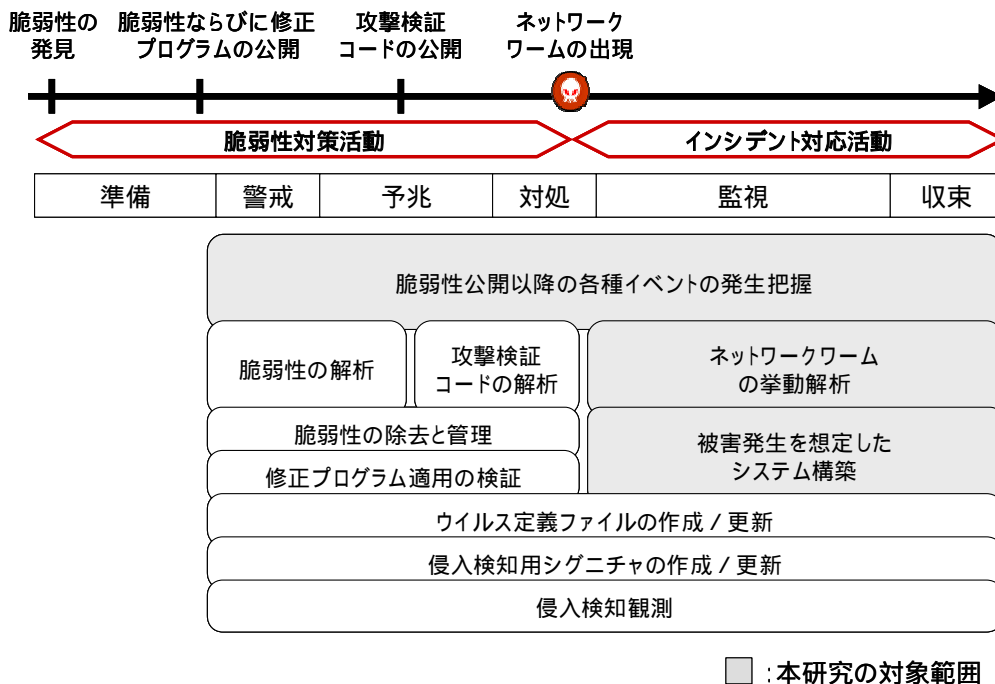 脆弱性の
発見
脆弱性ならびに修正
プログラムの公開
攻撃検証
コードの公開
ネットワーク
ワームの出現
脆弱性対策活動
インシデント対応活動
準備
警戒
予兆
対処
監視
収束
脆弱性公開以降の各種イベントの発生把握
脆弱性の解析
攻撃検証
コードの解析
ネットワークワーム
の挙動解析
脆弱性の除去と管理
被害発生を想定した
システム構築
修正プログラム適用の検証
ウイルス定義ファイルの作成 / 更新
侵入検知用シグニチャの作成 / 更新
侵入検知観測
: 本研究の対象範囲